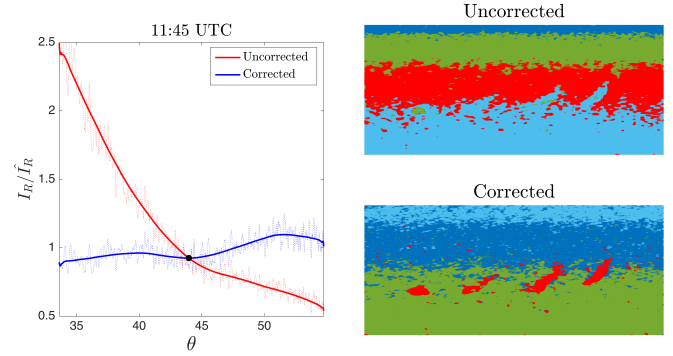 11:45 UTC
Uncorrected
Corrected
2.5
2
1.5
1
0.5
35
40
45
50
θ
I_R/Î_R
Uncorrected
Corrected